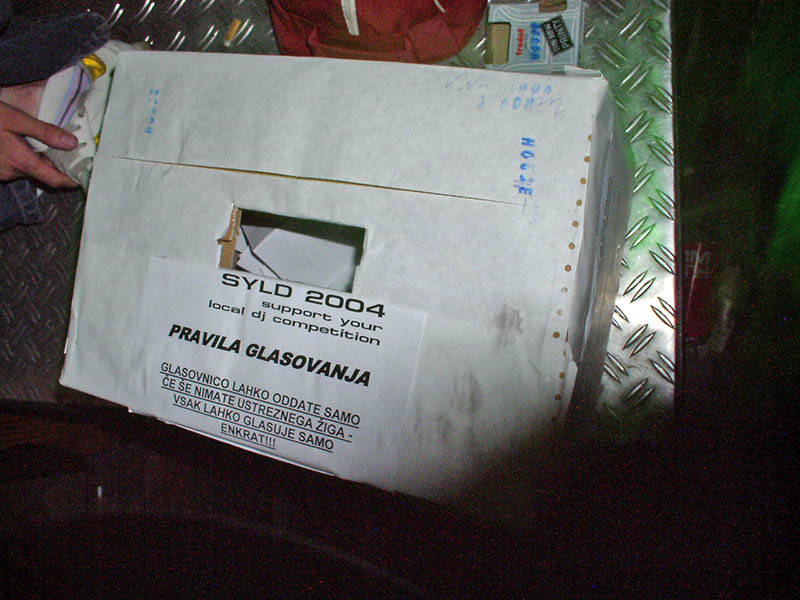 HOUSE
SYLD 2004
support your
local dj competition
PRAVILA GLASOVANJA
GLASOVNICO LAHKO ODDATE SAMO
ČE ŠE NIMATE USTREZNEGA ŽIGA -
VSAK LAHKO GLASUJE SAMO
ENKRAT!!!